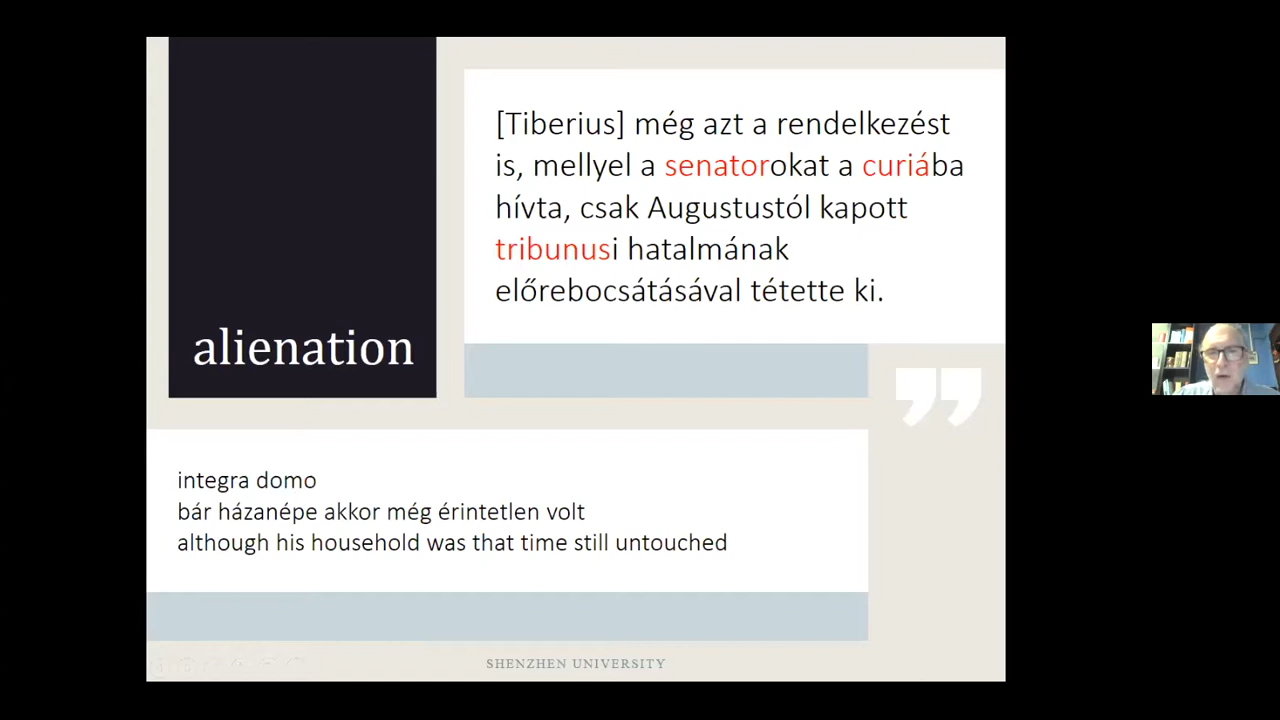 [Tiberius] még azt a rendelkezést
is, mellyel a senatorokat a curiába
hívta, csak Augustustól kapott
tribunusi hatalmának
előrebocsátásával tétette ki.
alienation
”
integra domo
bár házanépe akkor még érintetlen volt
although his household was that time still untouched
SHENZHEN UNIVERSITY